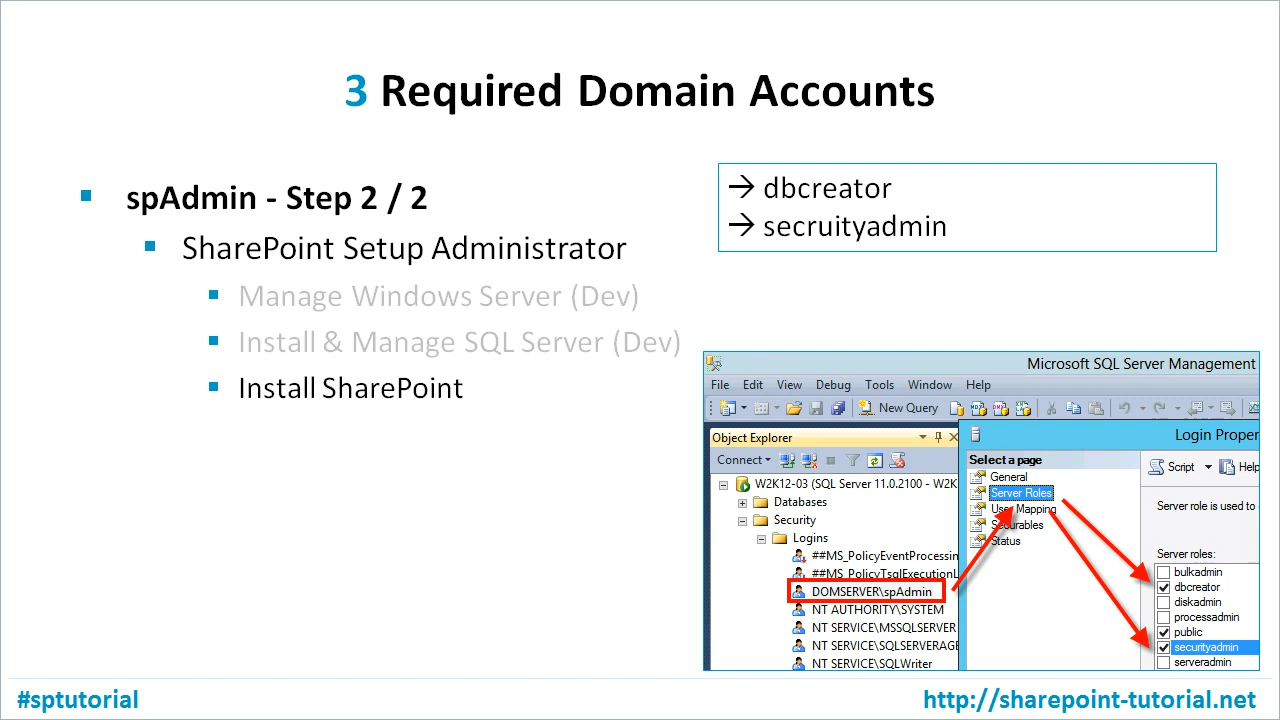 3 Required Domain Accounts
spAdmin - Step 2 / 2
SharePoint Setup Administrator
Manage Windows Server (Dev)
Install & Manage SQL Server (Dev)
Install SharePoint
→ dbcreator
→ secruityadmin
Microsoft SQL Server Management
File Edit View Debug Tools Window Help
New Query
Object Explorer
Connect
W2K12-03 (SQL Server 11.0.2100 - W2K
Databases
Security
Logins
##MS_PolicyEventProcessin
##MS_PolicyTsqlExecutionL
DOMSERVER\spAdmin
NT AUTHORITY\SYSTEM
NT SERVICE\MSSQLSERVER
NT SERVICE\SQLSERVERAGE
NT SERVICE\SQLWriter
Login Proper
Select a page
General
Server Roles
User Mapping
Securables
Status
Script Help
Server role is used to
Server roles:
bulkadmin
dbcreator
diskadmin
processadmin
public
securityadmin
serveradmin
#sptutorial
http://sharepoint-tutorial.net